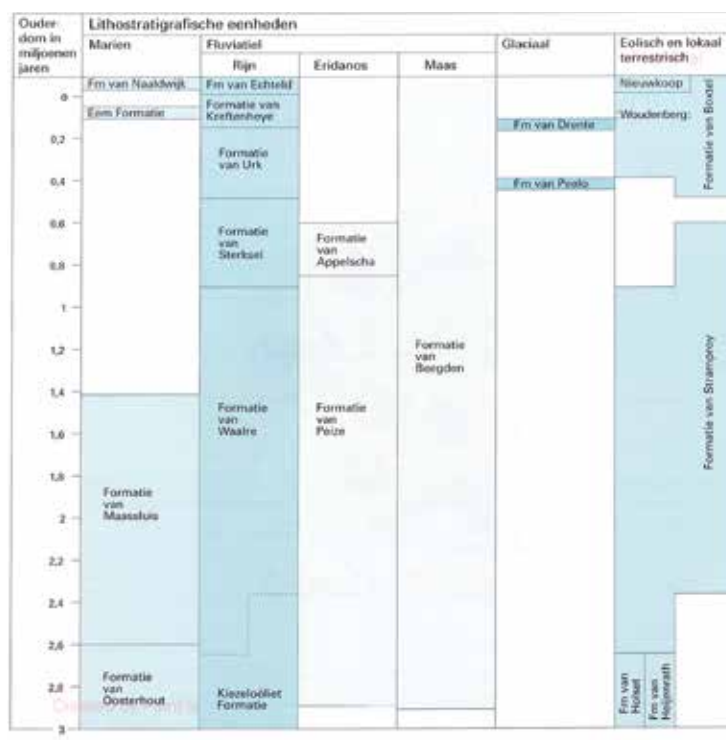 Ouder-
dom in
miljoenen
jaren
Lithostratigrafische eenheden
Marien
Fluviatiel
Glaciaal
Eolisch en lokaal
terrestrisch
Rijn
Eridanos
Maas
Fm van Naaldwijk
Fm van Echteld
Nieuwkoop
0
Eem Formatie
Formatie van
Kreftenheye
Woudenberg
Formatie van Boxtel
Fm van Drente
0,2
Formatie
van Urk
0,4
Fm van Peelo
0,6
Formatie
van
Sterksel
Formatie
van
Appelscha
0,8
1
1,2
Formatie
van
Beegden
1,4
Formatie
van
Waalre
Formatie
van
Peize
Formatie van Stramproy
1,6
1,8
Formatie
van
Maassluis
2
2,2
2,4
2,6
Formatie
van
Oosterhout
Kiezeloöliet
Formatie
Fm van
Holset
Fm van
Heijenrath
2,8
3